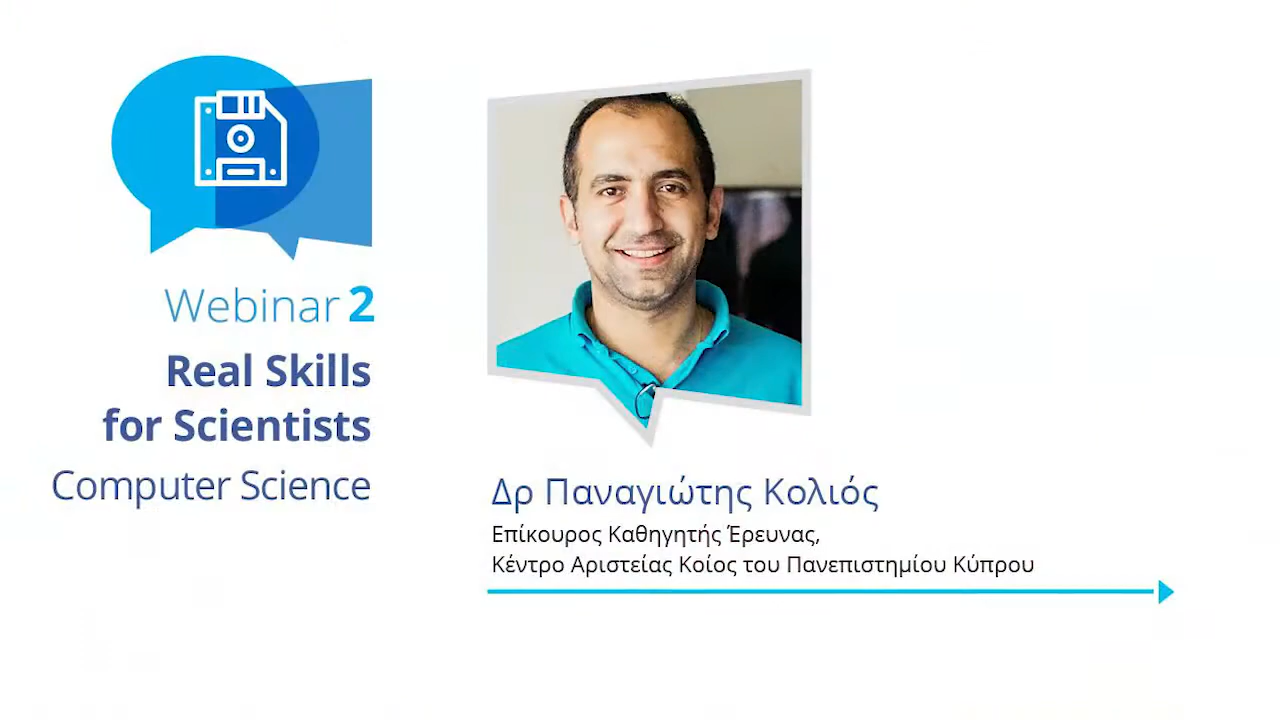 Webinar 2
Real Skills
for Scientists
Computer Science
Δρ Παναγιώτης Κολιός
Επίκουρος Καθηγητής Έρευνας,
Κέντρο Αριστείας Κοίος του Πανεπιστημίου Κύπρου